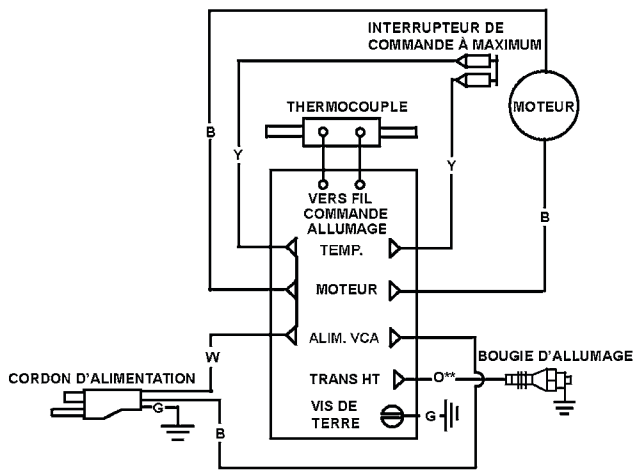 INTERRUPTEUR DE
COMMANDE À MAXIMUM
THERMOCOUPLE
MOTEUR
B
Y
Y
B
VERS FIL
COMMANDE
ALLUMAGE
TEMP.
MOTEUR
ALIM. VCA
W
BOUGIE D'ALLUMAGE
CORDON D'ALIMENTATION
TRANS HT
O**
G
B
VIS DE
TERRE
G